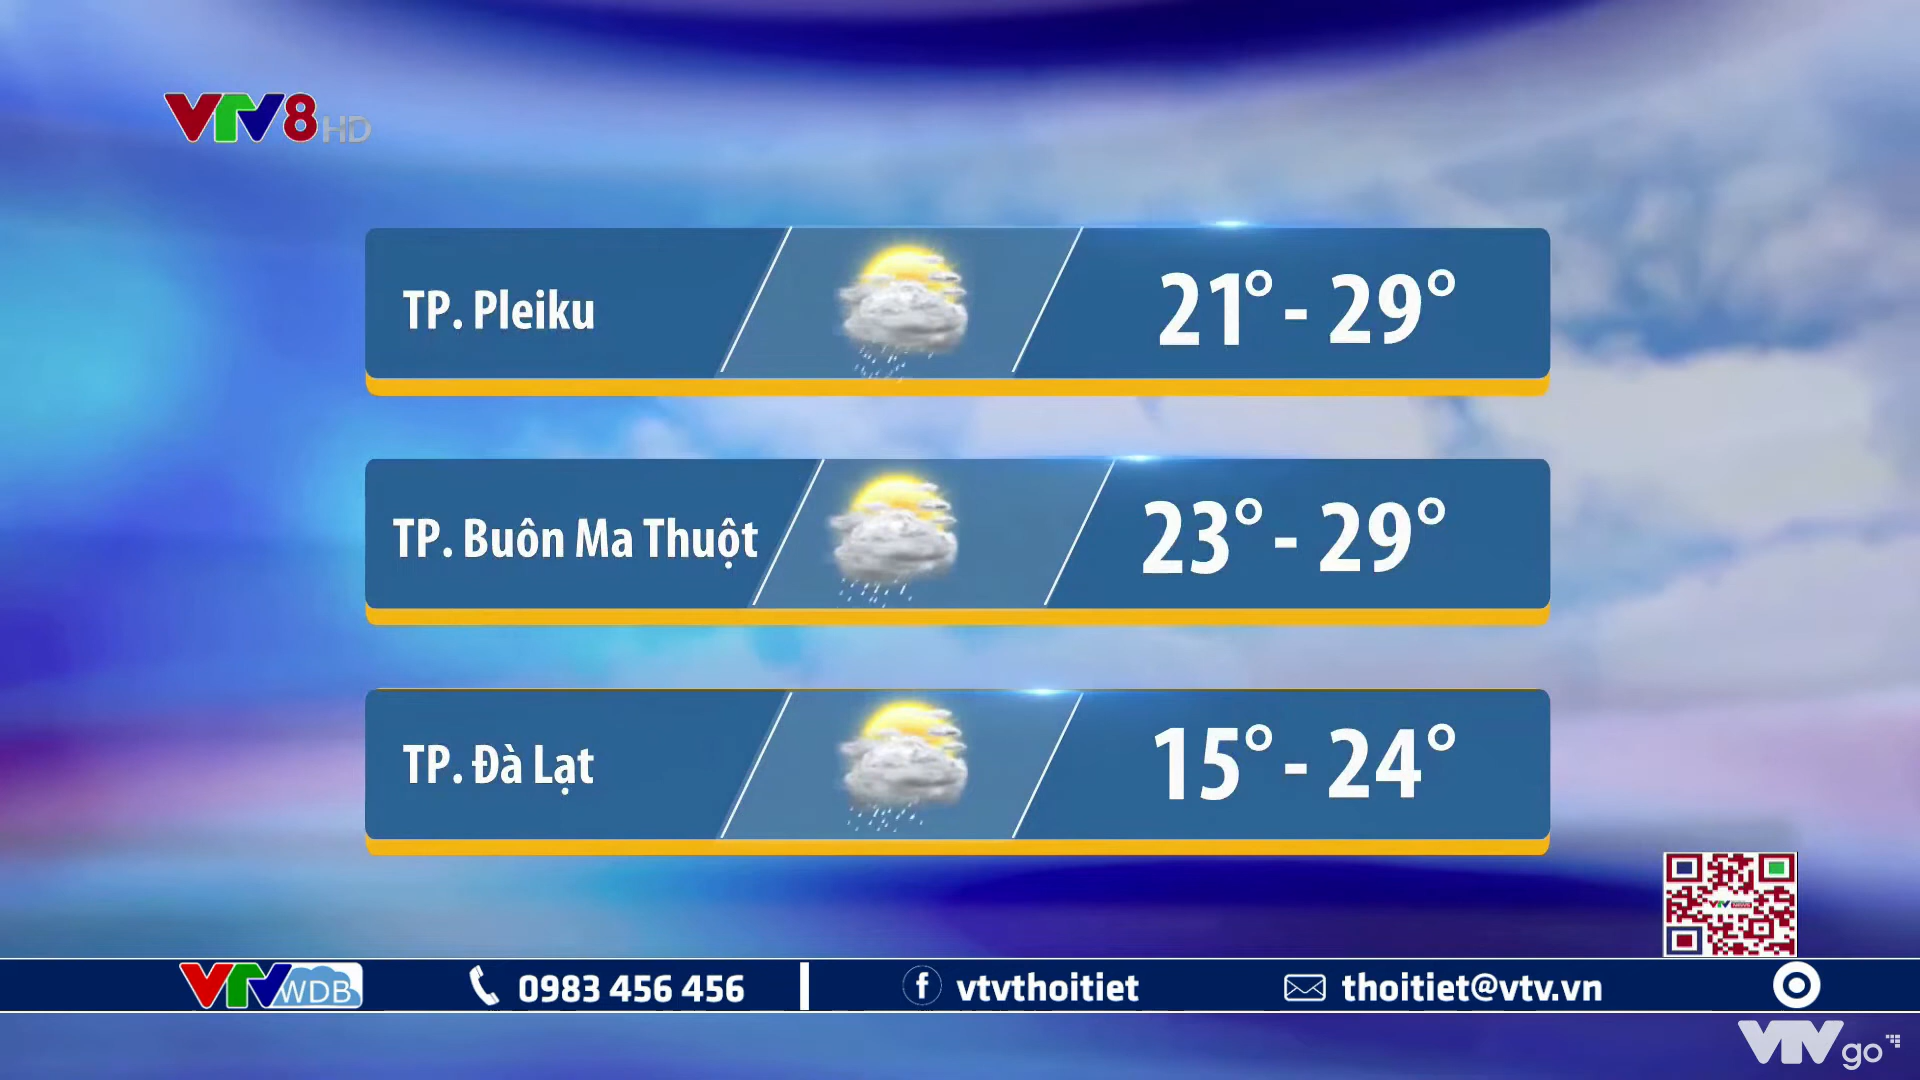 VTV8 HD
TP. Pleiku
21° - 29°
TP. Buôn Ma Thuột
23° - 29°
TP. Đà Lạt
15° - 24°
VTV WDB
0983 456 456
vtvthoitiet
thoitiet@vtv.vn
VTV go